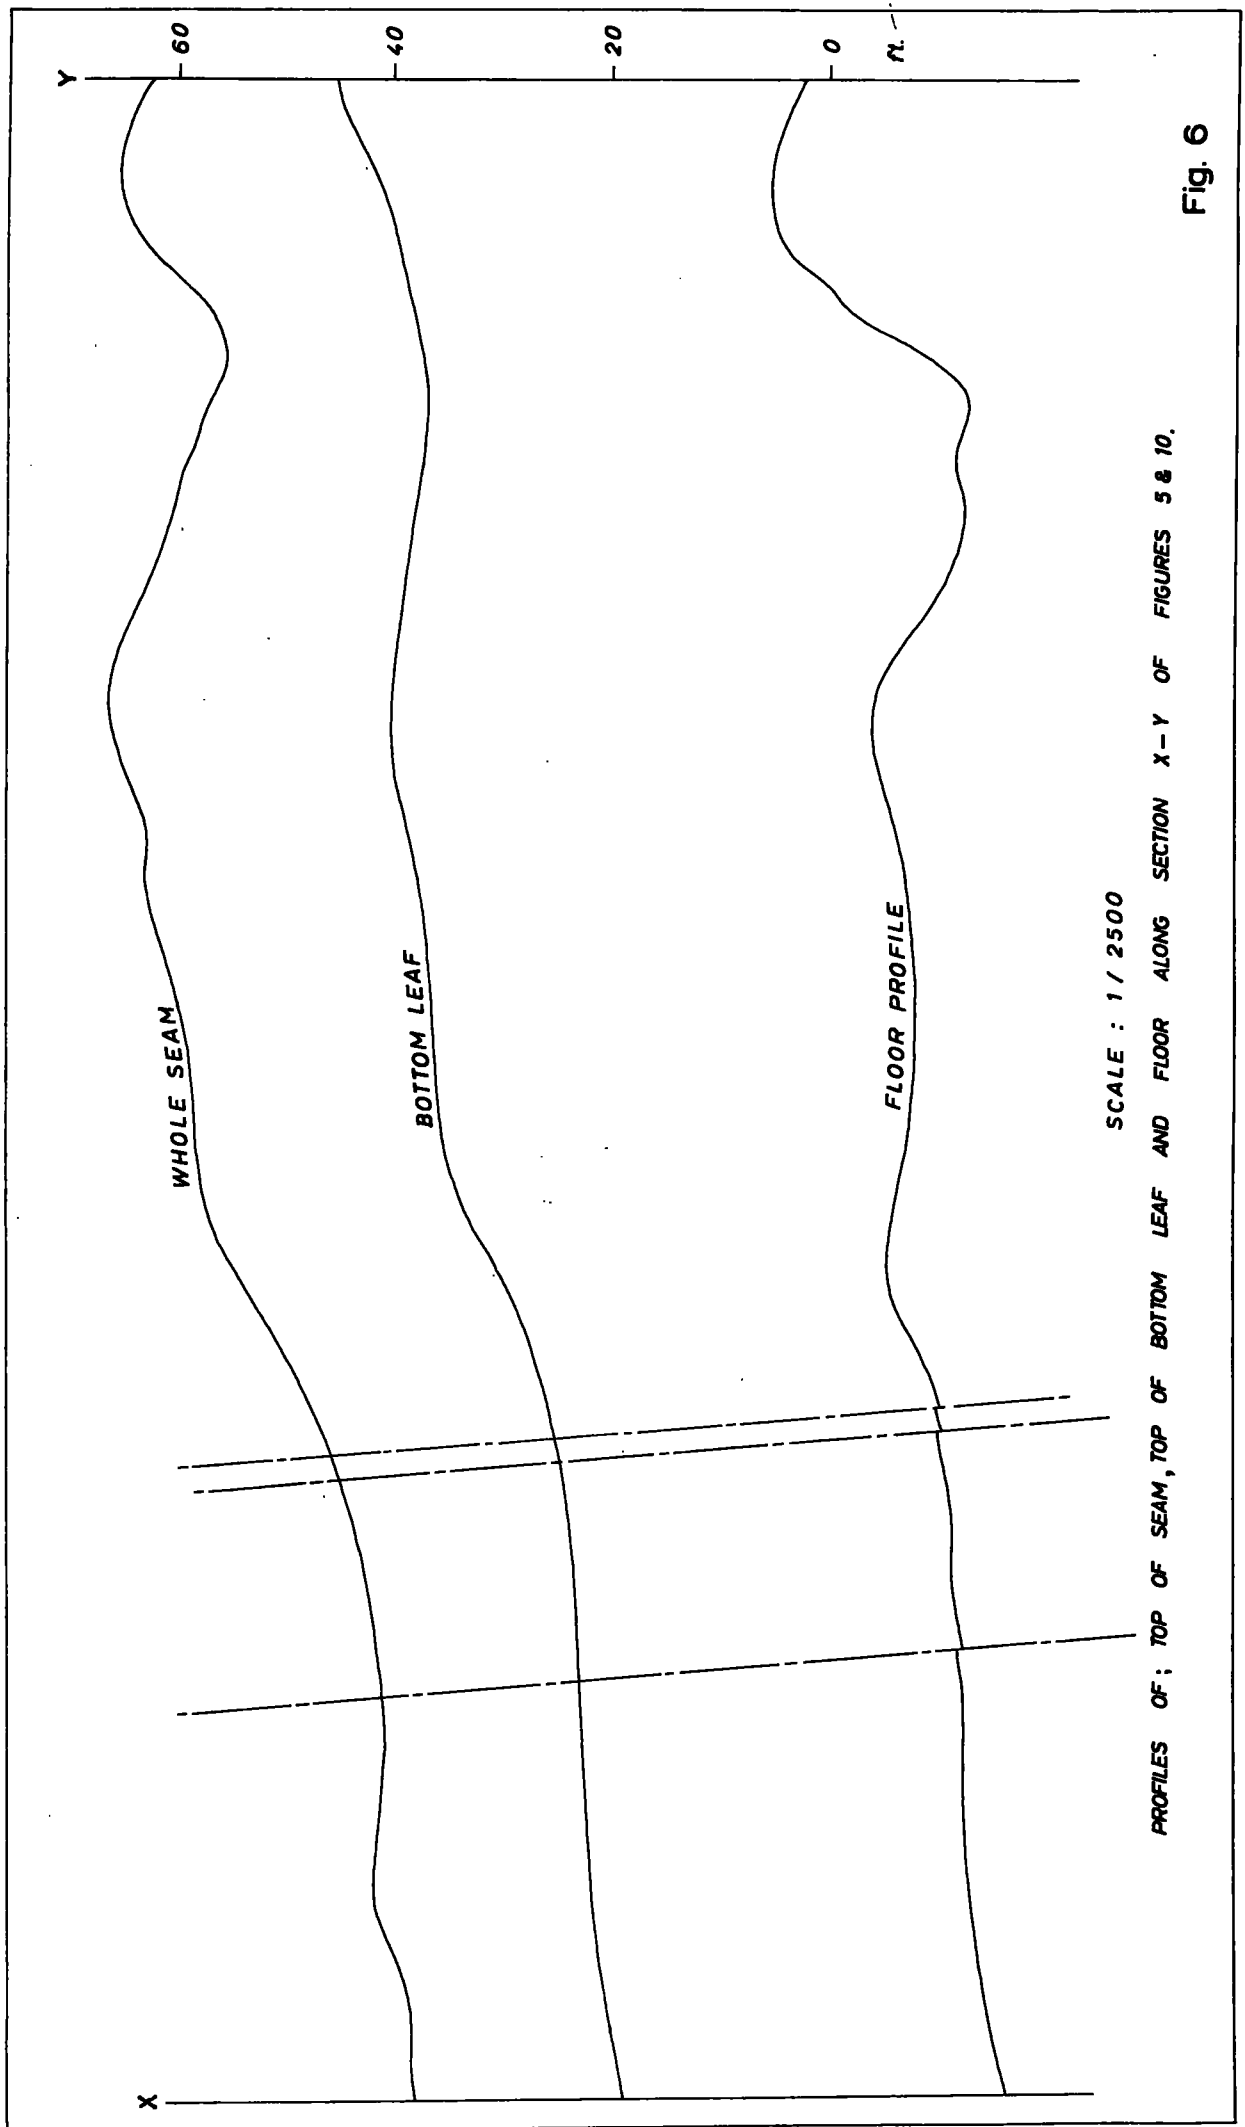 X
Y
60
40
20
0
ft.
WHOLE SEAM
BOTTOM LEAF
FLOOR PROFILE
SCALE : 1 / 2500
PROFILES OF; TOP OF SEAM, TOP OF BOTTOM LEAF AND FLOOR ALONG SECTION X-Y OF FIGURES 5 & 10.
Fig. 6